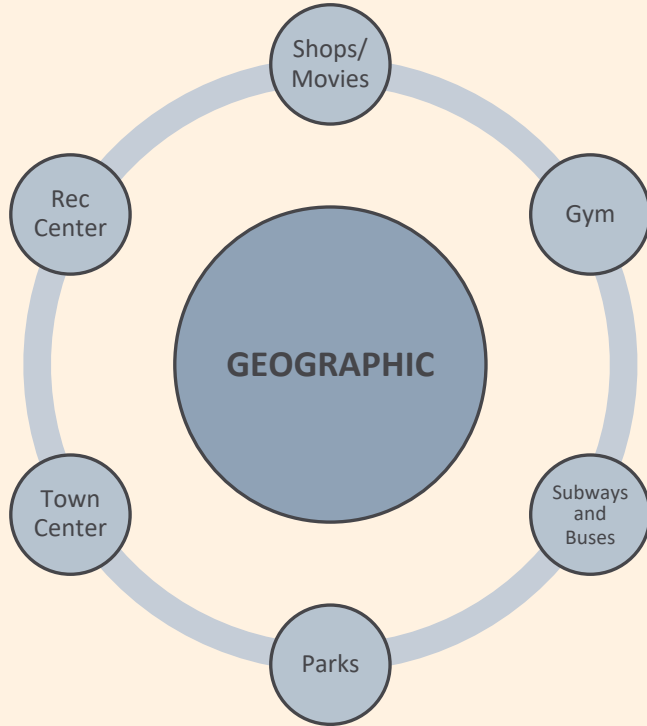 Shops/
Movies
Rec
Center
Gym
GEOGRAPHIC
Town
Center
Subways
and
Buses
Parks